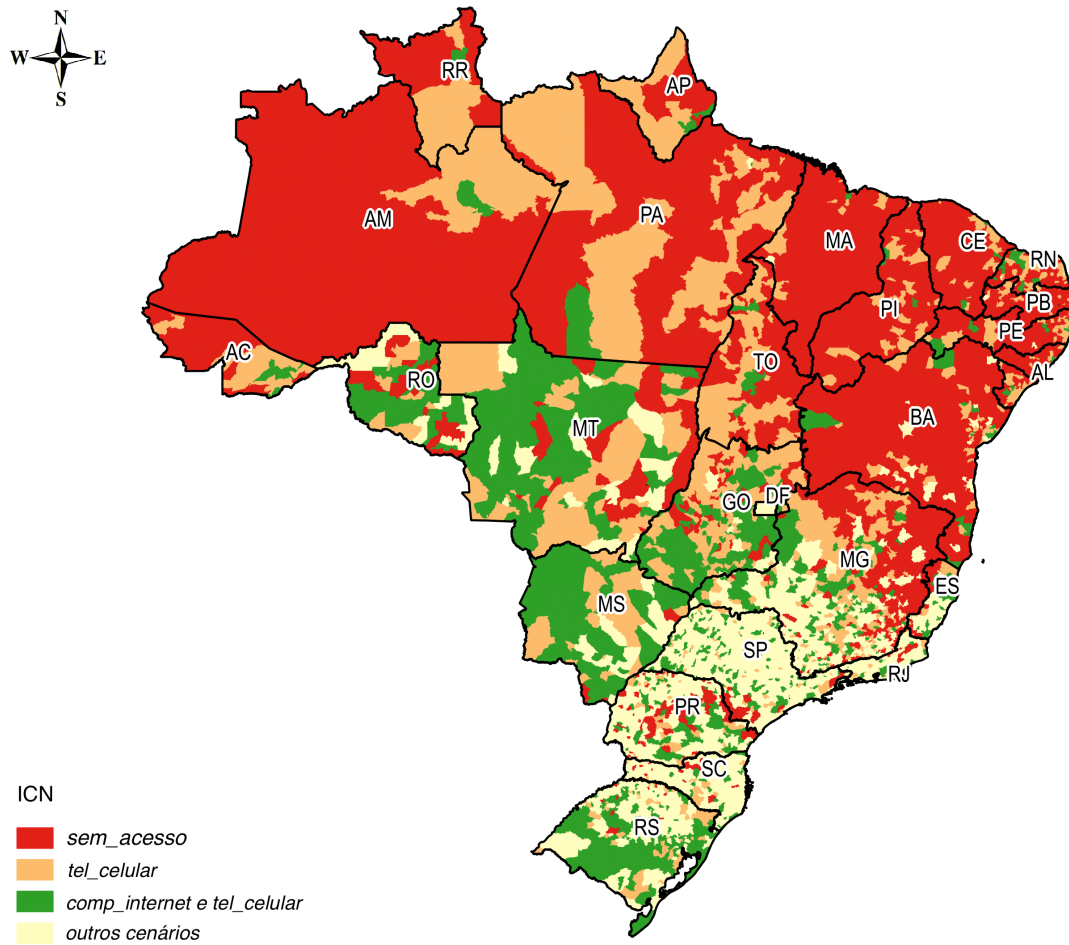 N
W E
S
RR
AP
AM
PA
MA
CE
RN
PB
PE
PI
AC
RO
TO
AL
BA
MT
GO
DF
MG
ES
MS
SP
RJ
PR
SC
RS
ICN
sem_acesso
tel_celular
comp_internet e tel_celular
outros cenários